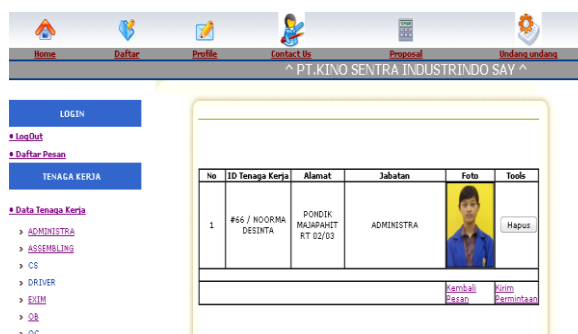 Home Daftar Profile Contact Us Proposal Undang undang
^ PT.KINO SENTRA INDUSTRINDO SAY ^
LOGIN
LogOut
Daftar Pesan
TENAGA KERJA
Data Tenaga Kerja
ADMINISTRA
ASSEMBLING
CS
DRIVER
EXIM
OB
No ID Tenaga Kerja Alamat Jabatan Foto Tools
1 #66 / NOORMA DESINTA PONDIK MAJAPAHIT RT 02/03 ADMINISTRA Hapus
Kembali Pesan Kirim Permintaan